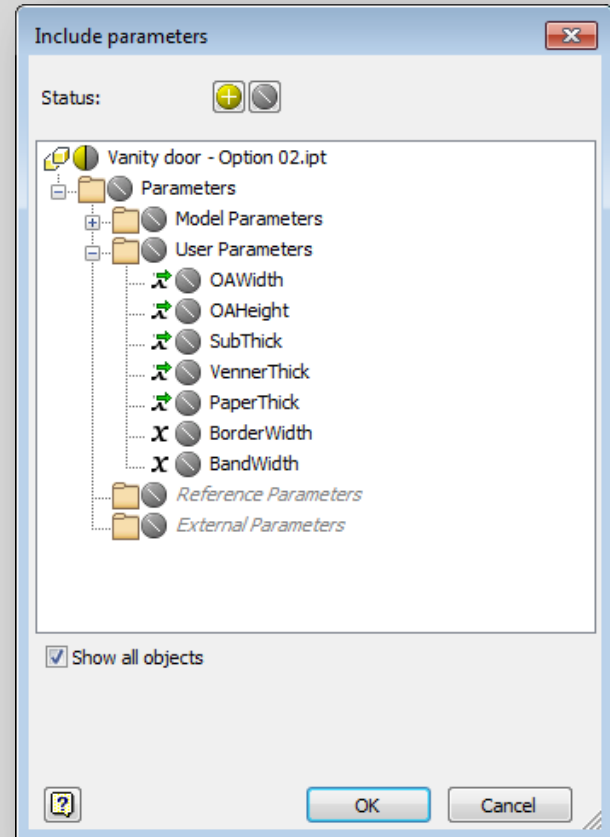 Include parameters
Status:
Vanity door - Option 02.ipt
Parameters
Model Parameters
User Parameters
OAWidth
OAHeight
SubThick
VennerThick
PaperThick
BorderWidth
BandWidth
Reference Parameters
External Parameters
Show all objects
OK Cancel